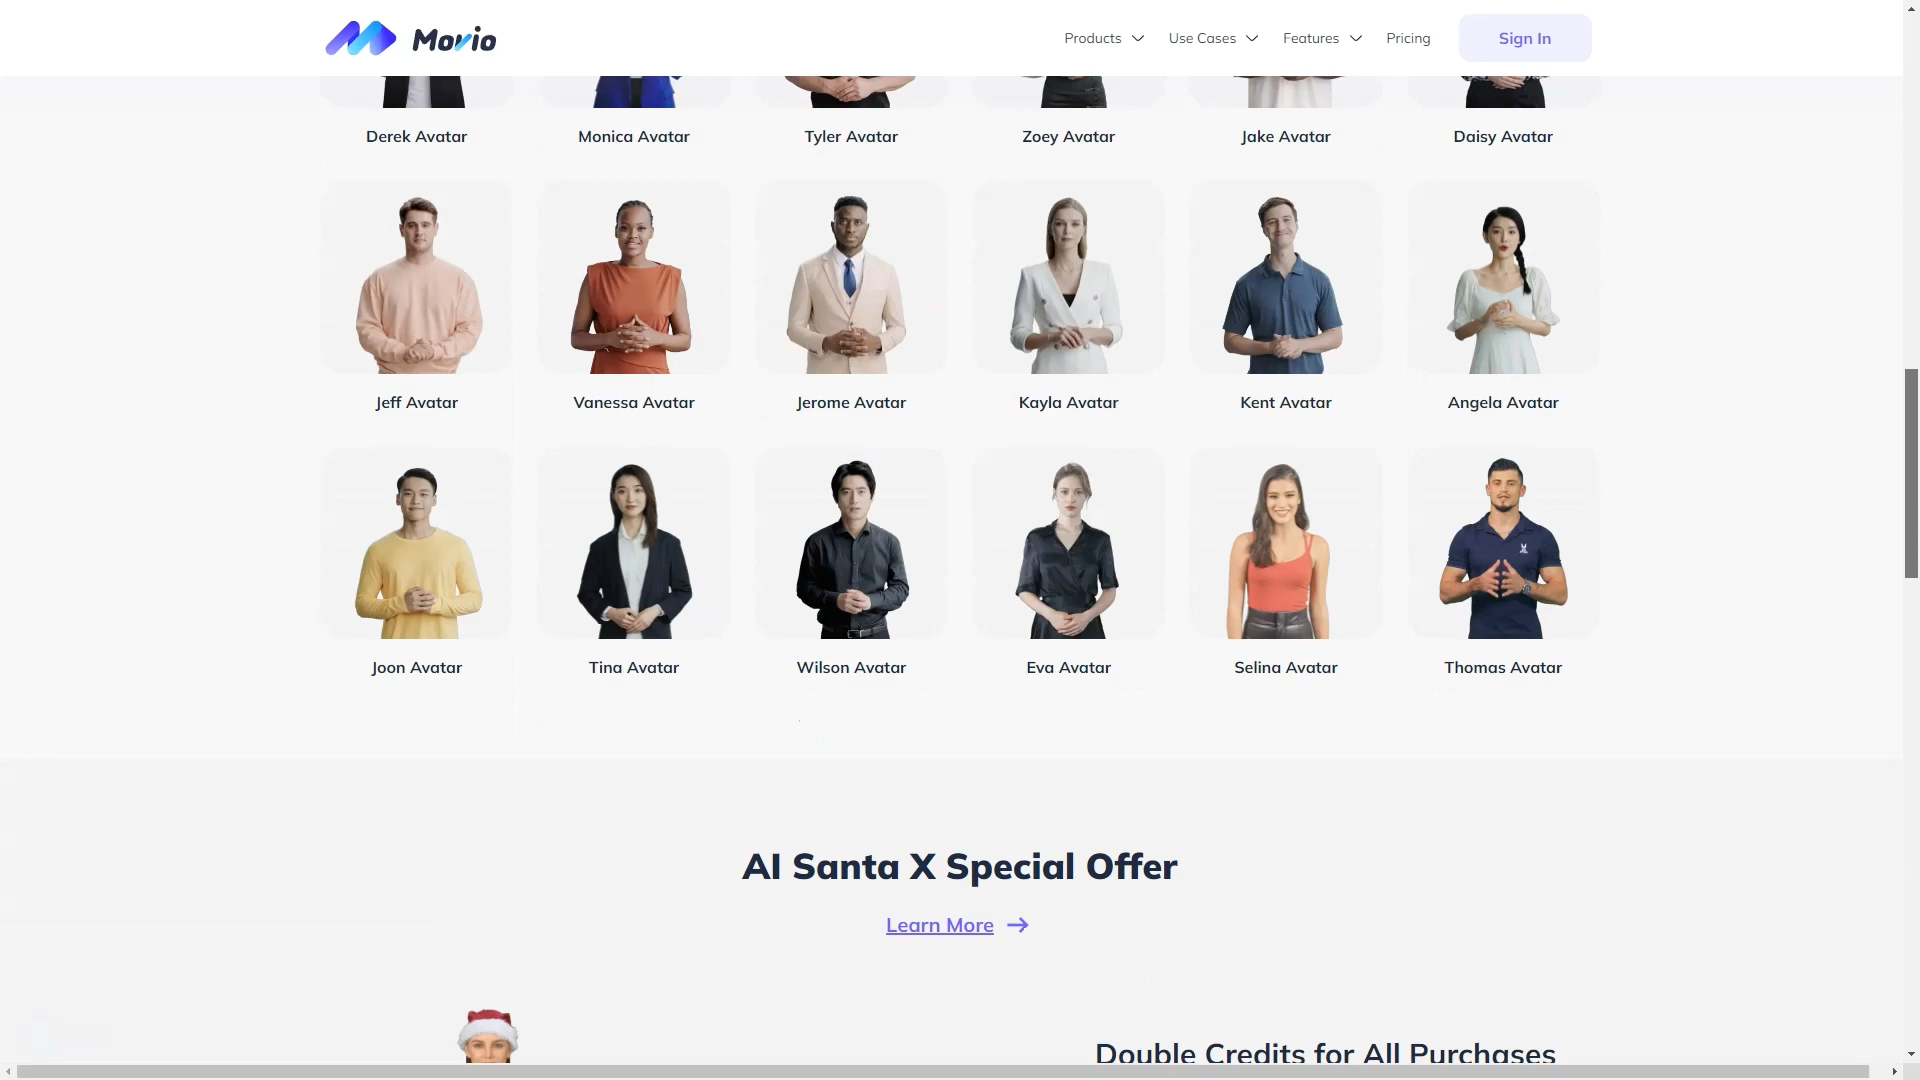 Movio
Products
Use Cases
Features
Pricing
Sign In
Derek Avatar
Monica Avatar
Tyler Avatar
Zoey Avatar
Jake Avatar
Daisy Avatar
Jeff Avatar
Vanessa Avatar
Jerome Avatar
Kayla Avatar
Kent Avatar
Angela Avatar
Joon Avatar
Tina Avatar
Wilson Avatar
Eva Avatar
Selina Avatar
Thomas Avatar
AI Santa X Special Offer
Learn More
Double Credits for All Purchases